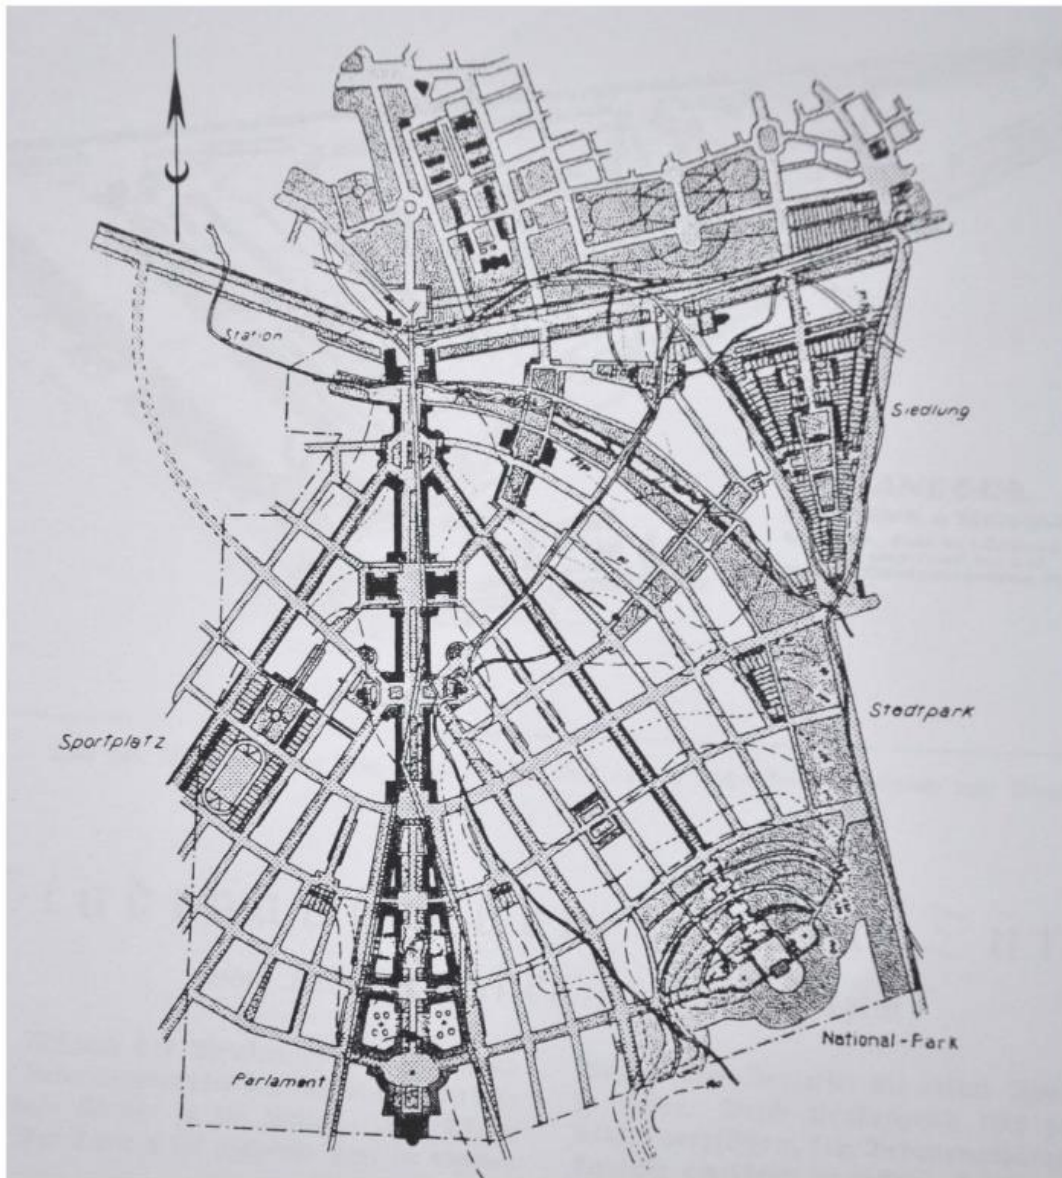 Station
Siedlung
Stadtpark
Sportplatz
National-Park
Parlament